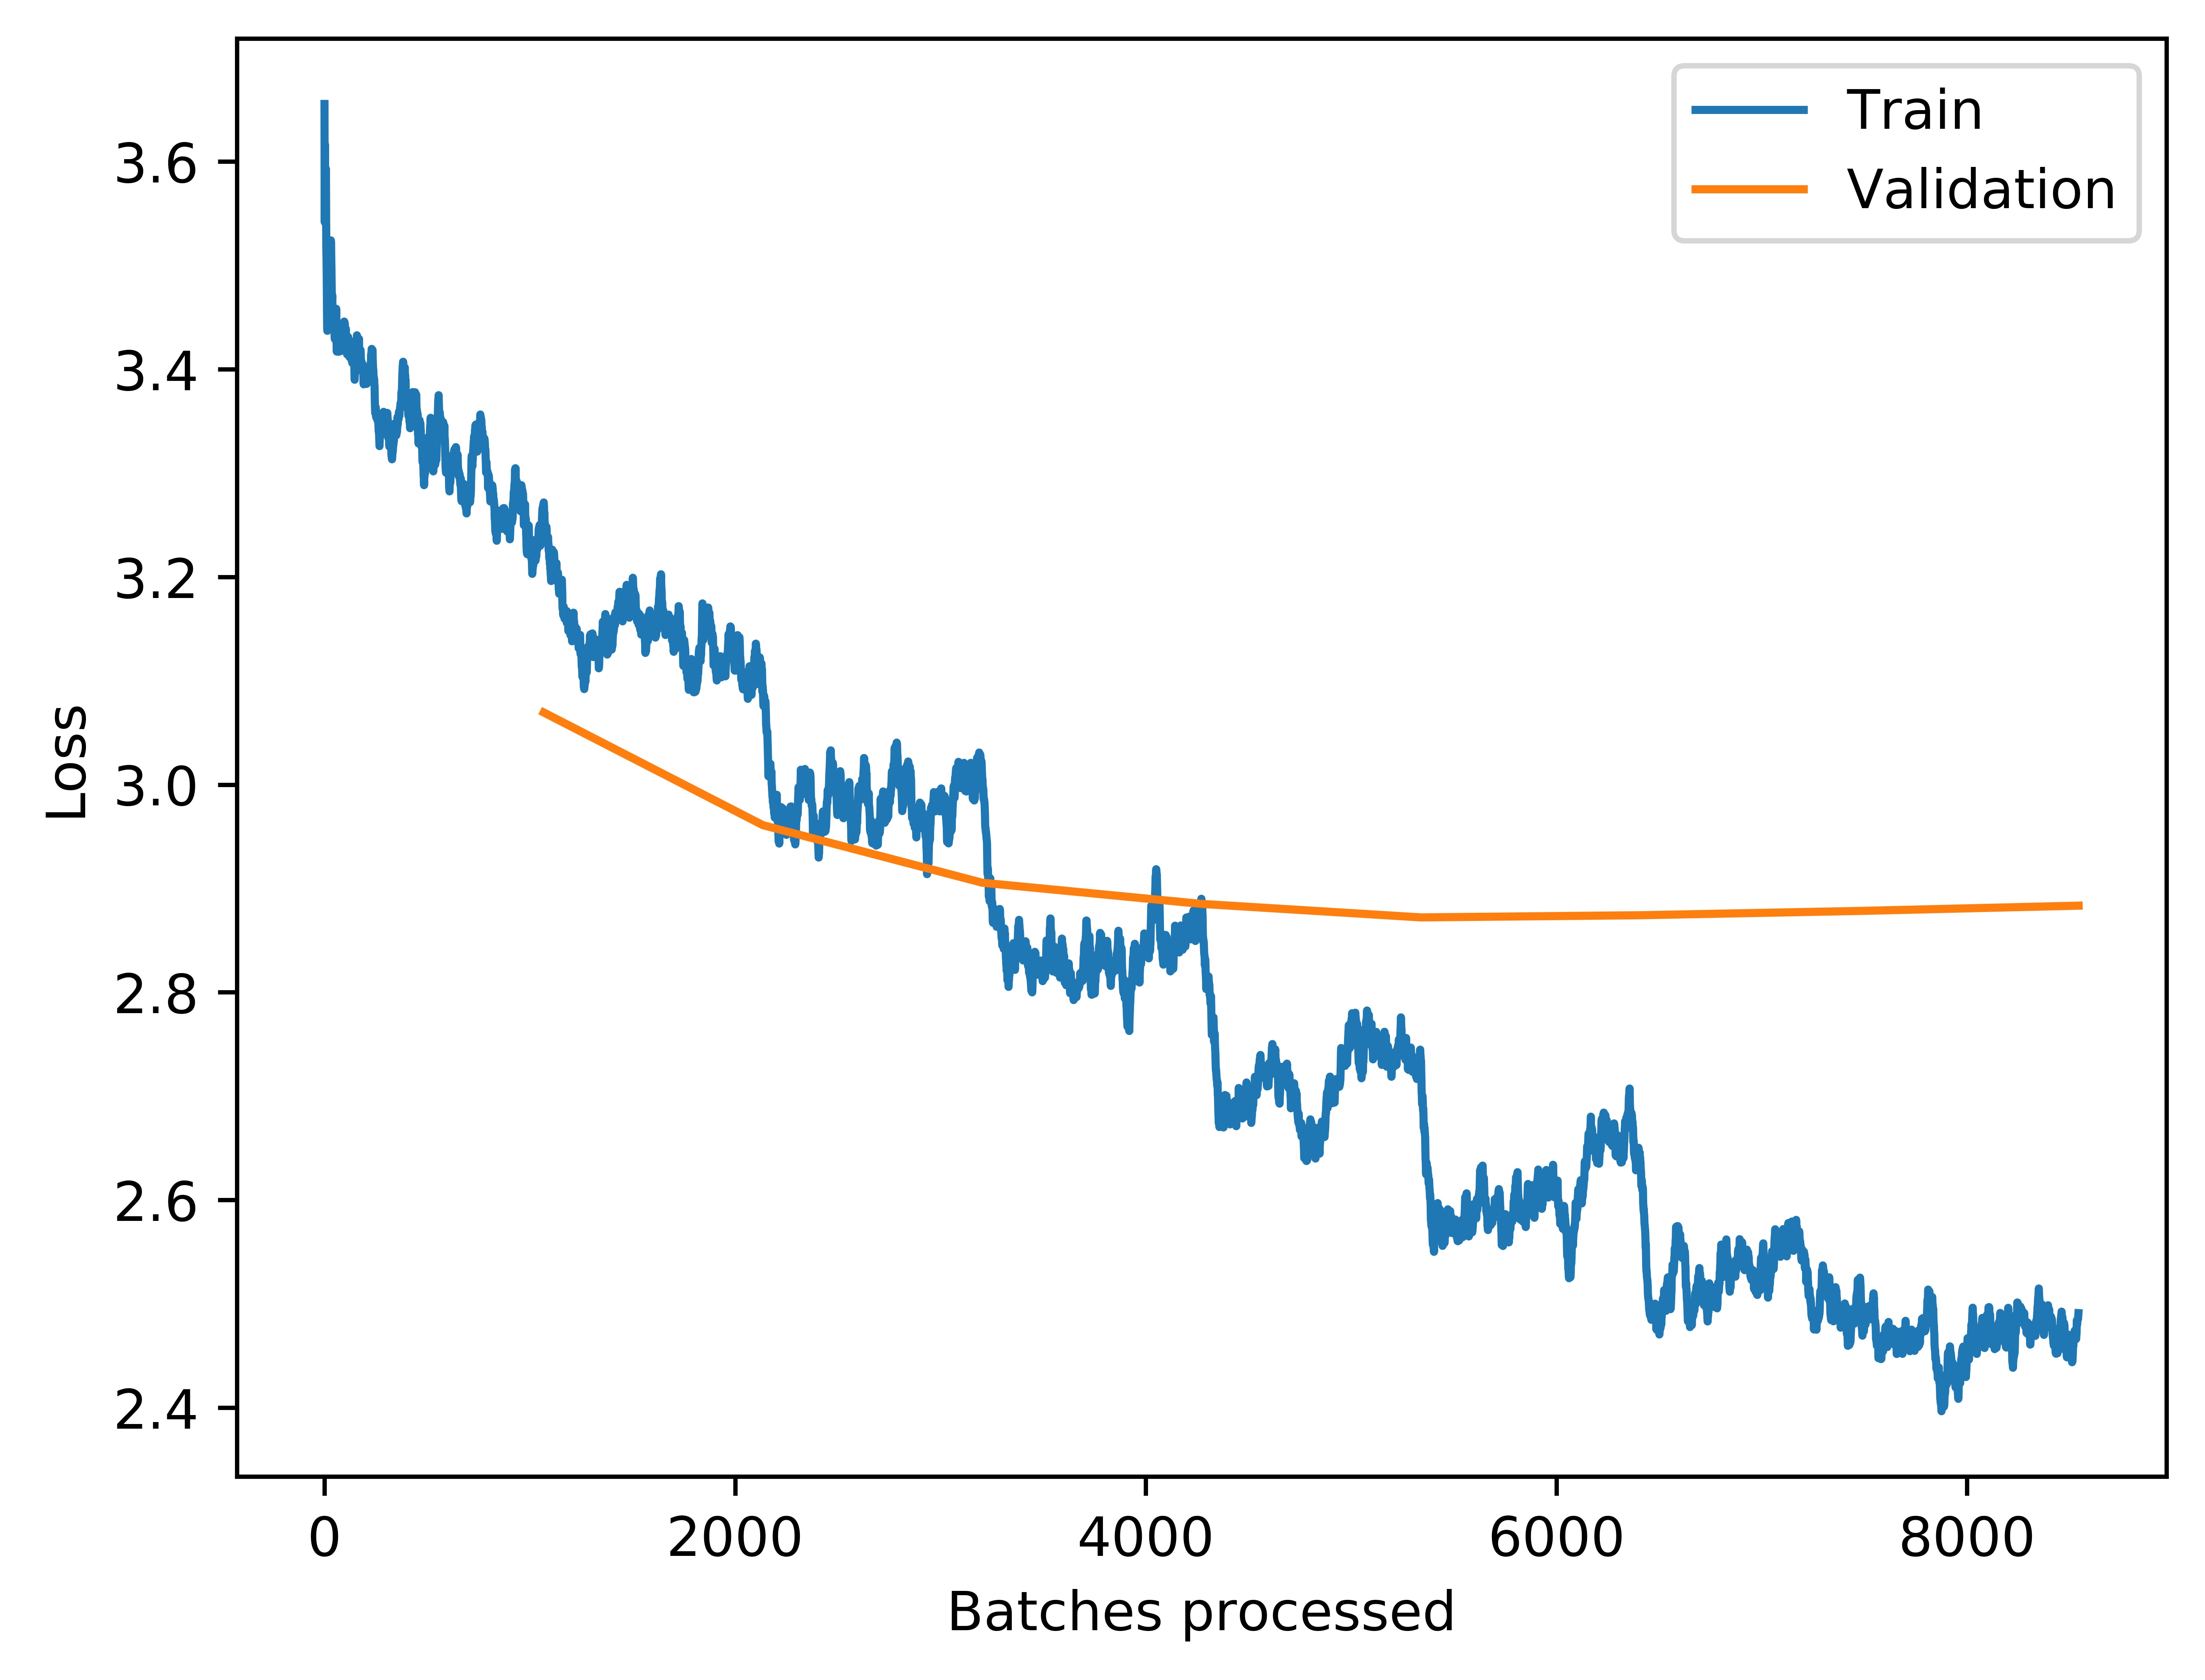 Train
Validation
3.6
3.4
3.2
3.0
2.8
2.6
2.4
Loss
0 2000 4000 6000 8000
Batches processed